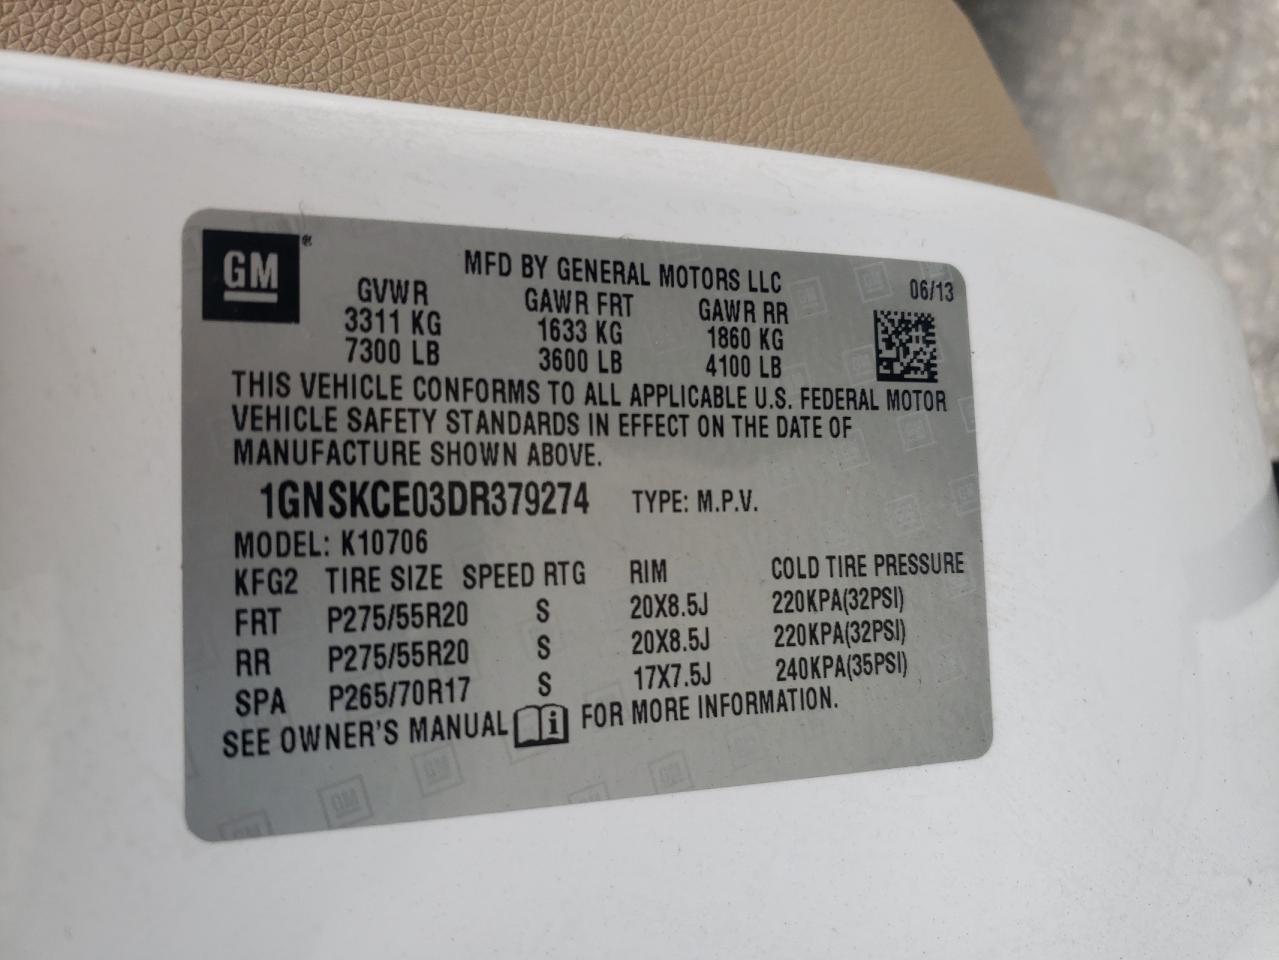 GM®
MFD BY GENERAL MOTORS LLC
06/13
GVWR GAWR FRT GAWR RR
3311 KG 1633 KG 1860 KG
7300 LB 3600 LB 4100 LB
THIS VEHICLE CONFORMS TO ALL APPLICABLE U.S. FEDERAL MOTOR
VEHICLE SAFETY STANDARDS IN EFFECT ON THE DATE OF
MANUFACTURE SHOWN ABOVE.
1GNSKCE03DR379274 TYPE: M.P.V.
MODEL: K10706
KFG2 TIRE SIZE SPEED RTG RIM COLD TIRE PRESSURE
FRT P275/55R20 S 20X8.5J 220KPA(32PSI)
RR P275/55R20 S 20X8.5J 220KPA(32PSI)
SPA P265/70R17 S 17X7.5J 240KPA(35PSI)
SEE OWNER'S MANUAL i FOR MORE INFORMATION.